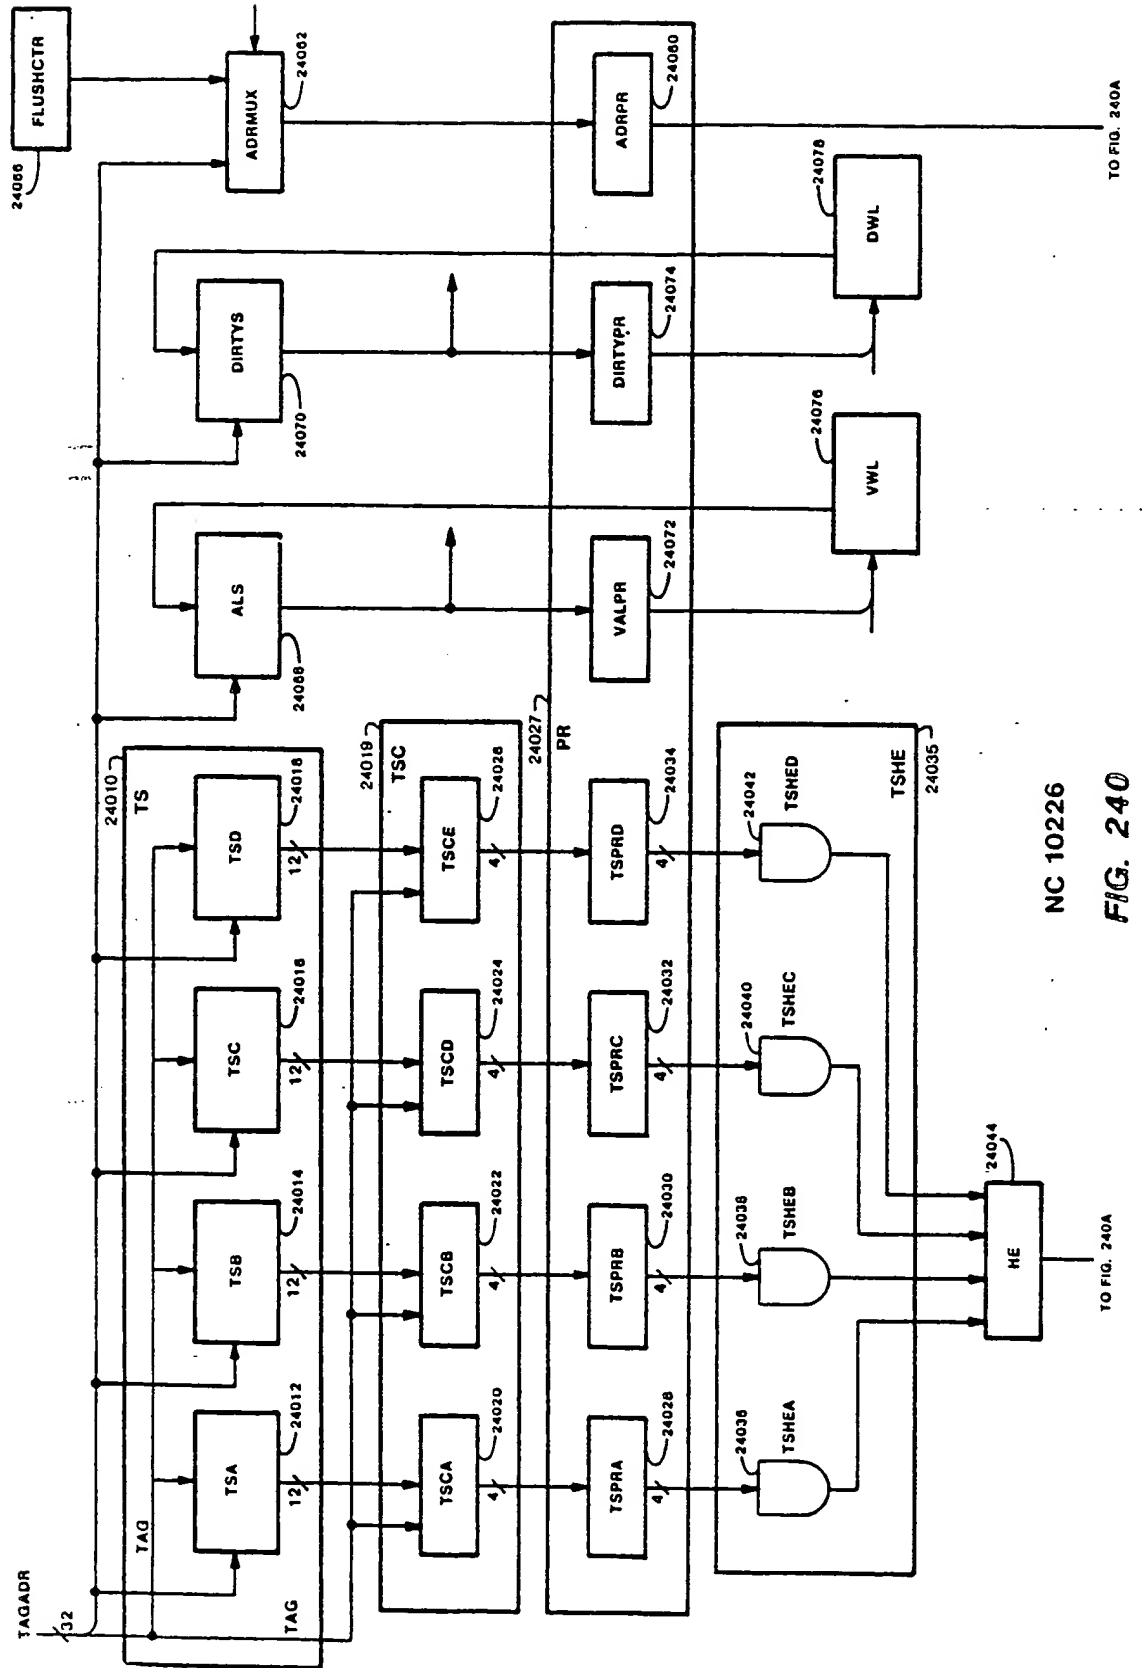 TAGADR
32
24066
FLUSHCTR
TAG
24010
TS
TSA
24012
TSB
24014
TSC
24016
TSD
24018
ALS
24068
DIRTYS
24070
ADRMUX
24062
12
12
12
12
TAG
24019
TSC
TSCA
24020
TSCB
24022
TSCD
24024
TSCE
24026
4
4
4
4
24027
PR
TSPRA
24028
TSPRB
24030
TSPRC
24032
TSPRD
24034
VALPR
24072
DIRTYPR
24074
ADRPR
24060
4
4
4
4
24036
TSHEA
24038
TSHEB
24040
TSHEC
24042
TSHED
24076
VWL
24078
DWL
TSHE
24035
24044
HE
TO FIG. 240A
TO FIG. 240A
NC 10226
FIG. 240